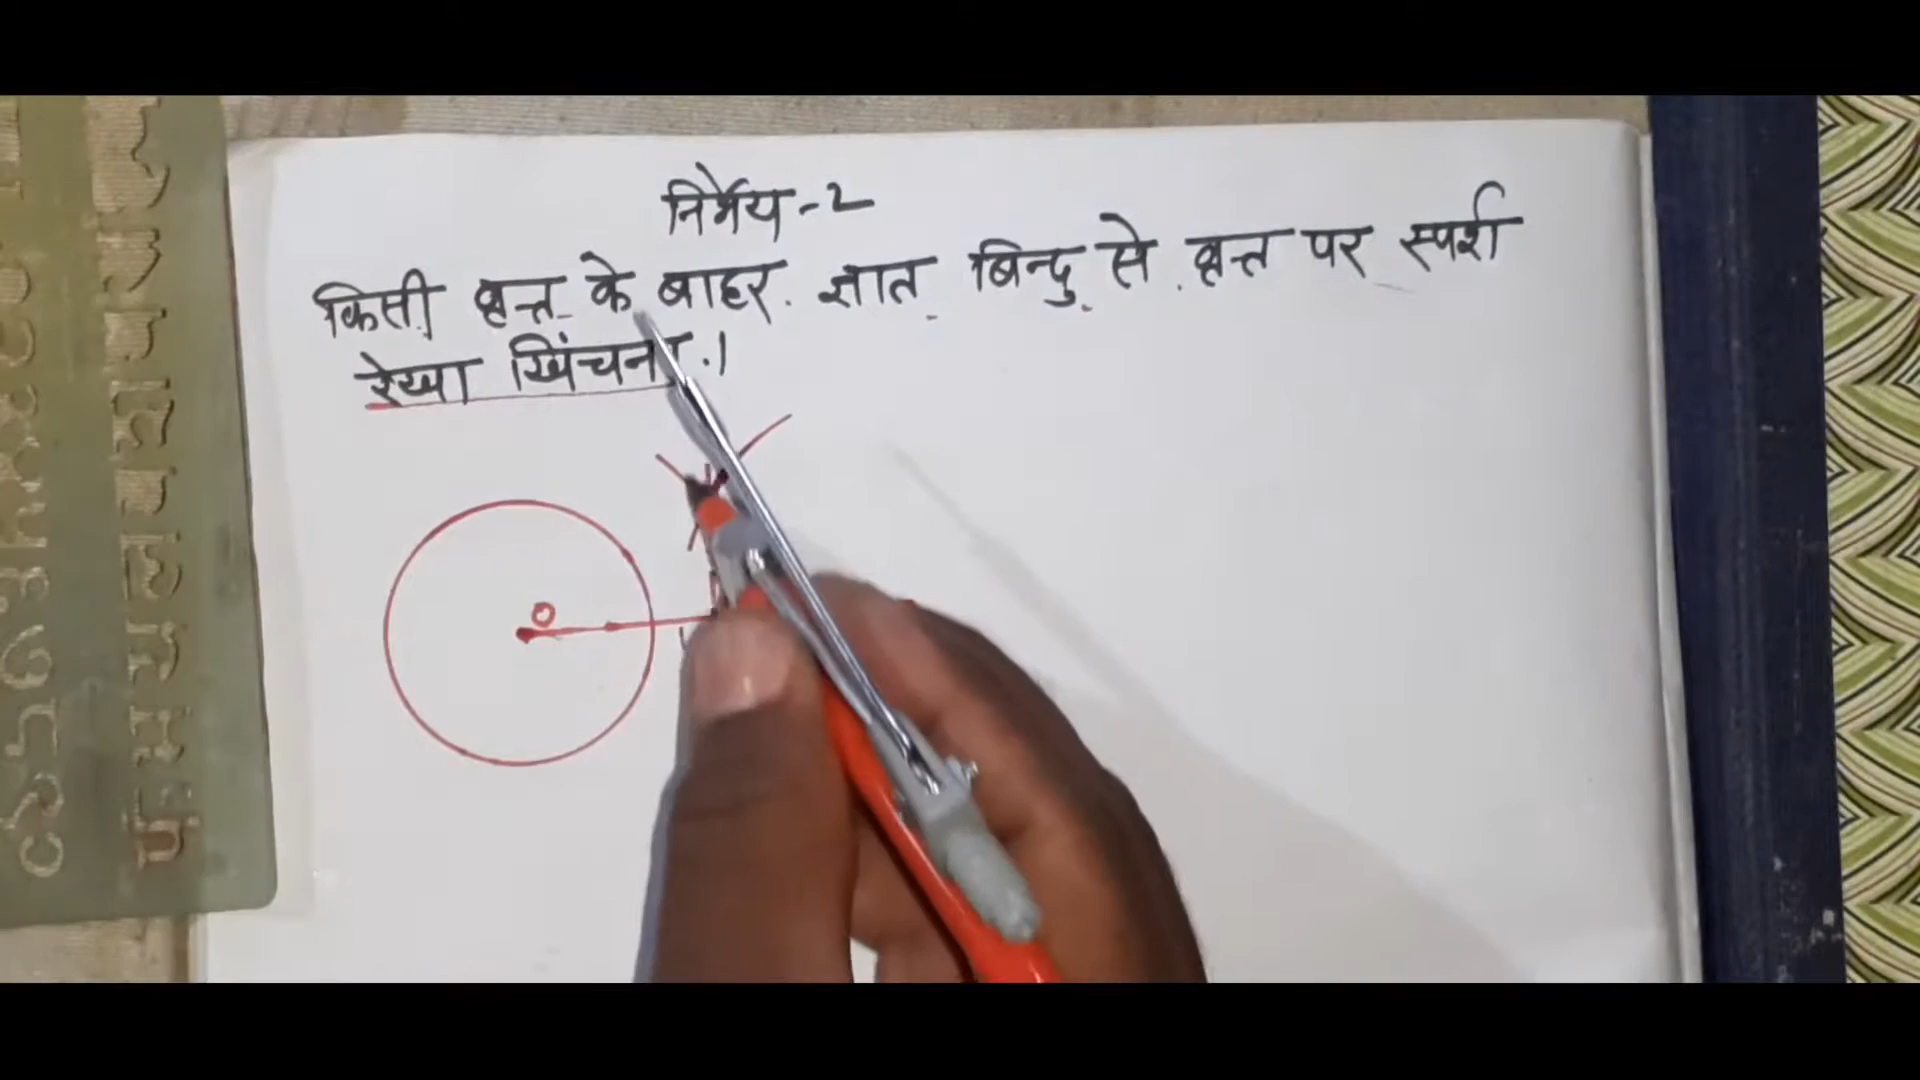 निर्मेय-2
किसी वृत्त के बाहर ज्ञात बिन्दु से वृत्त पर स्पर्श
रेखा खिंचना।
O